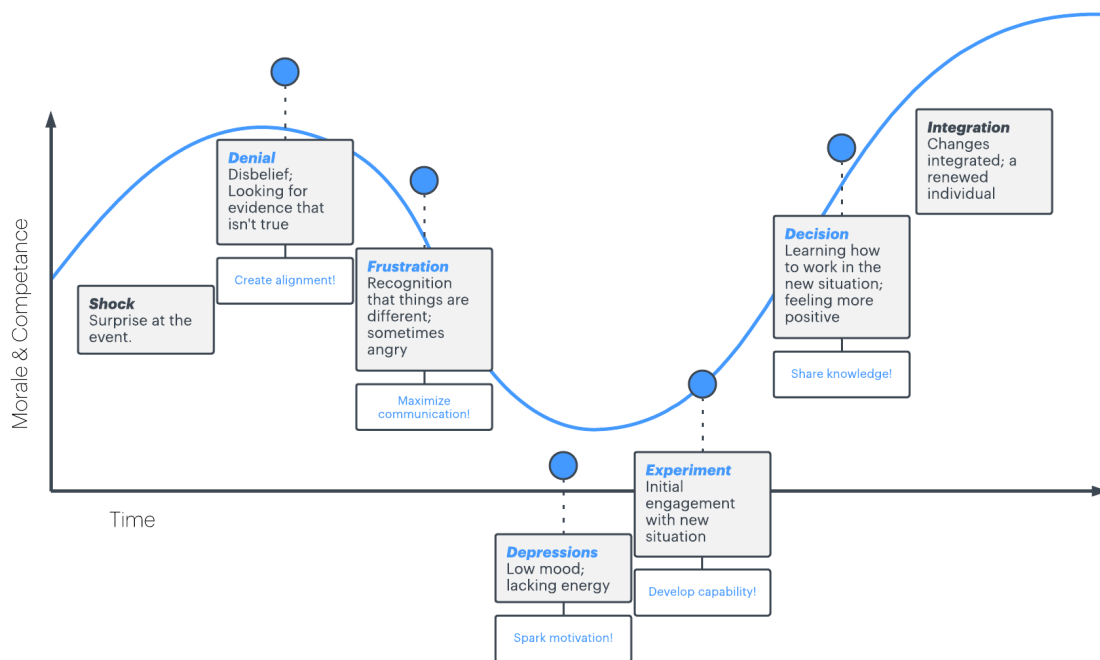 Morale & Competance
Time
Shock
Surprise at the
event.
Denial
Disbelief;
Looking for
evidence that
isn't true
Create alignment!
Frustration
Recognition
that things are
different;
sometimes
angry
Maximize
communication!
Depressions
Low mood;
lacking energy
Spark motivation!
Experiment
Initial
engagement
with new
situation
Develop capability!
Decision
Learning how
to work in the
new situation;
feeling more
positive
Share knowledge!
Integration
Changes
integrated; a
renewed
individual